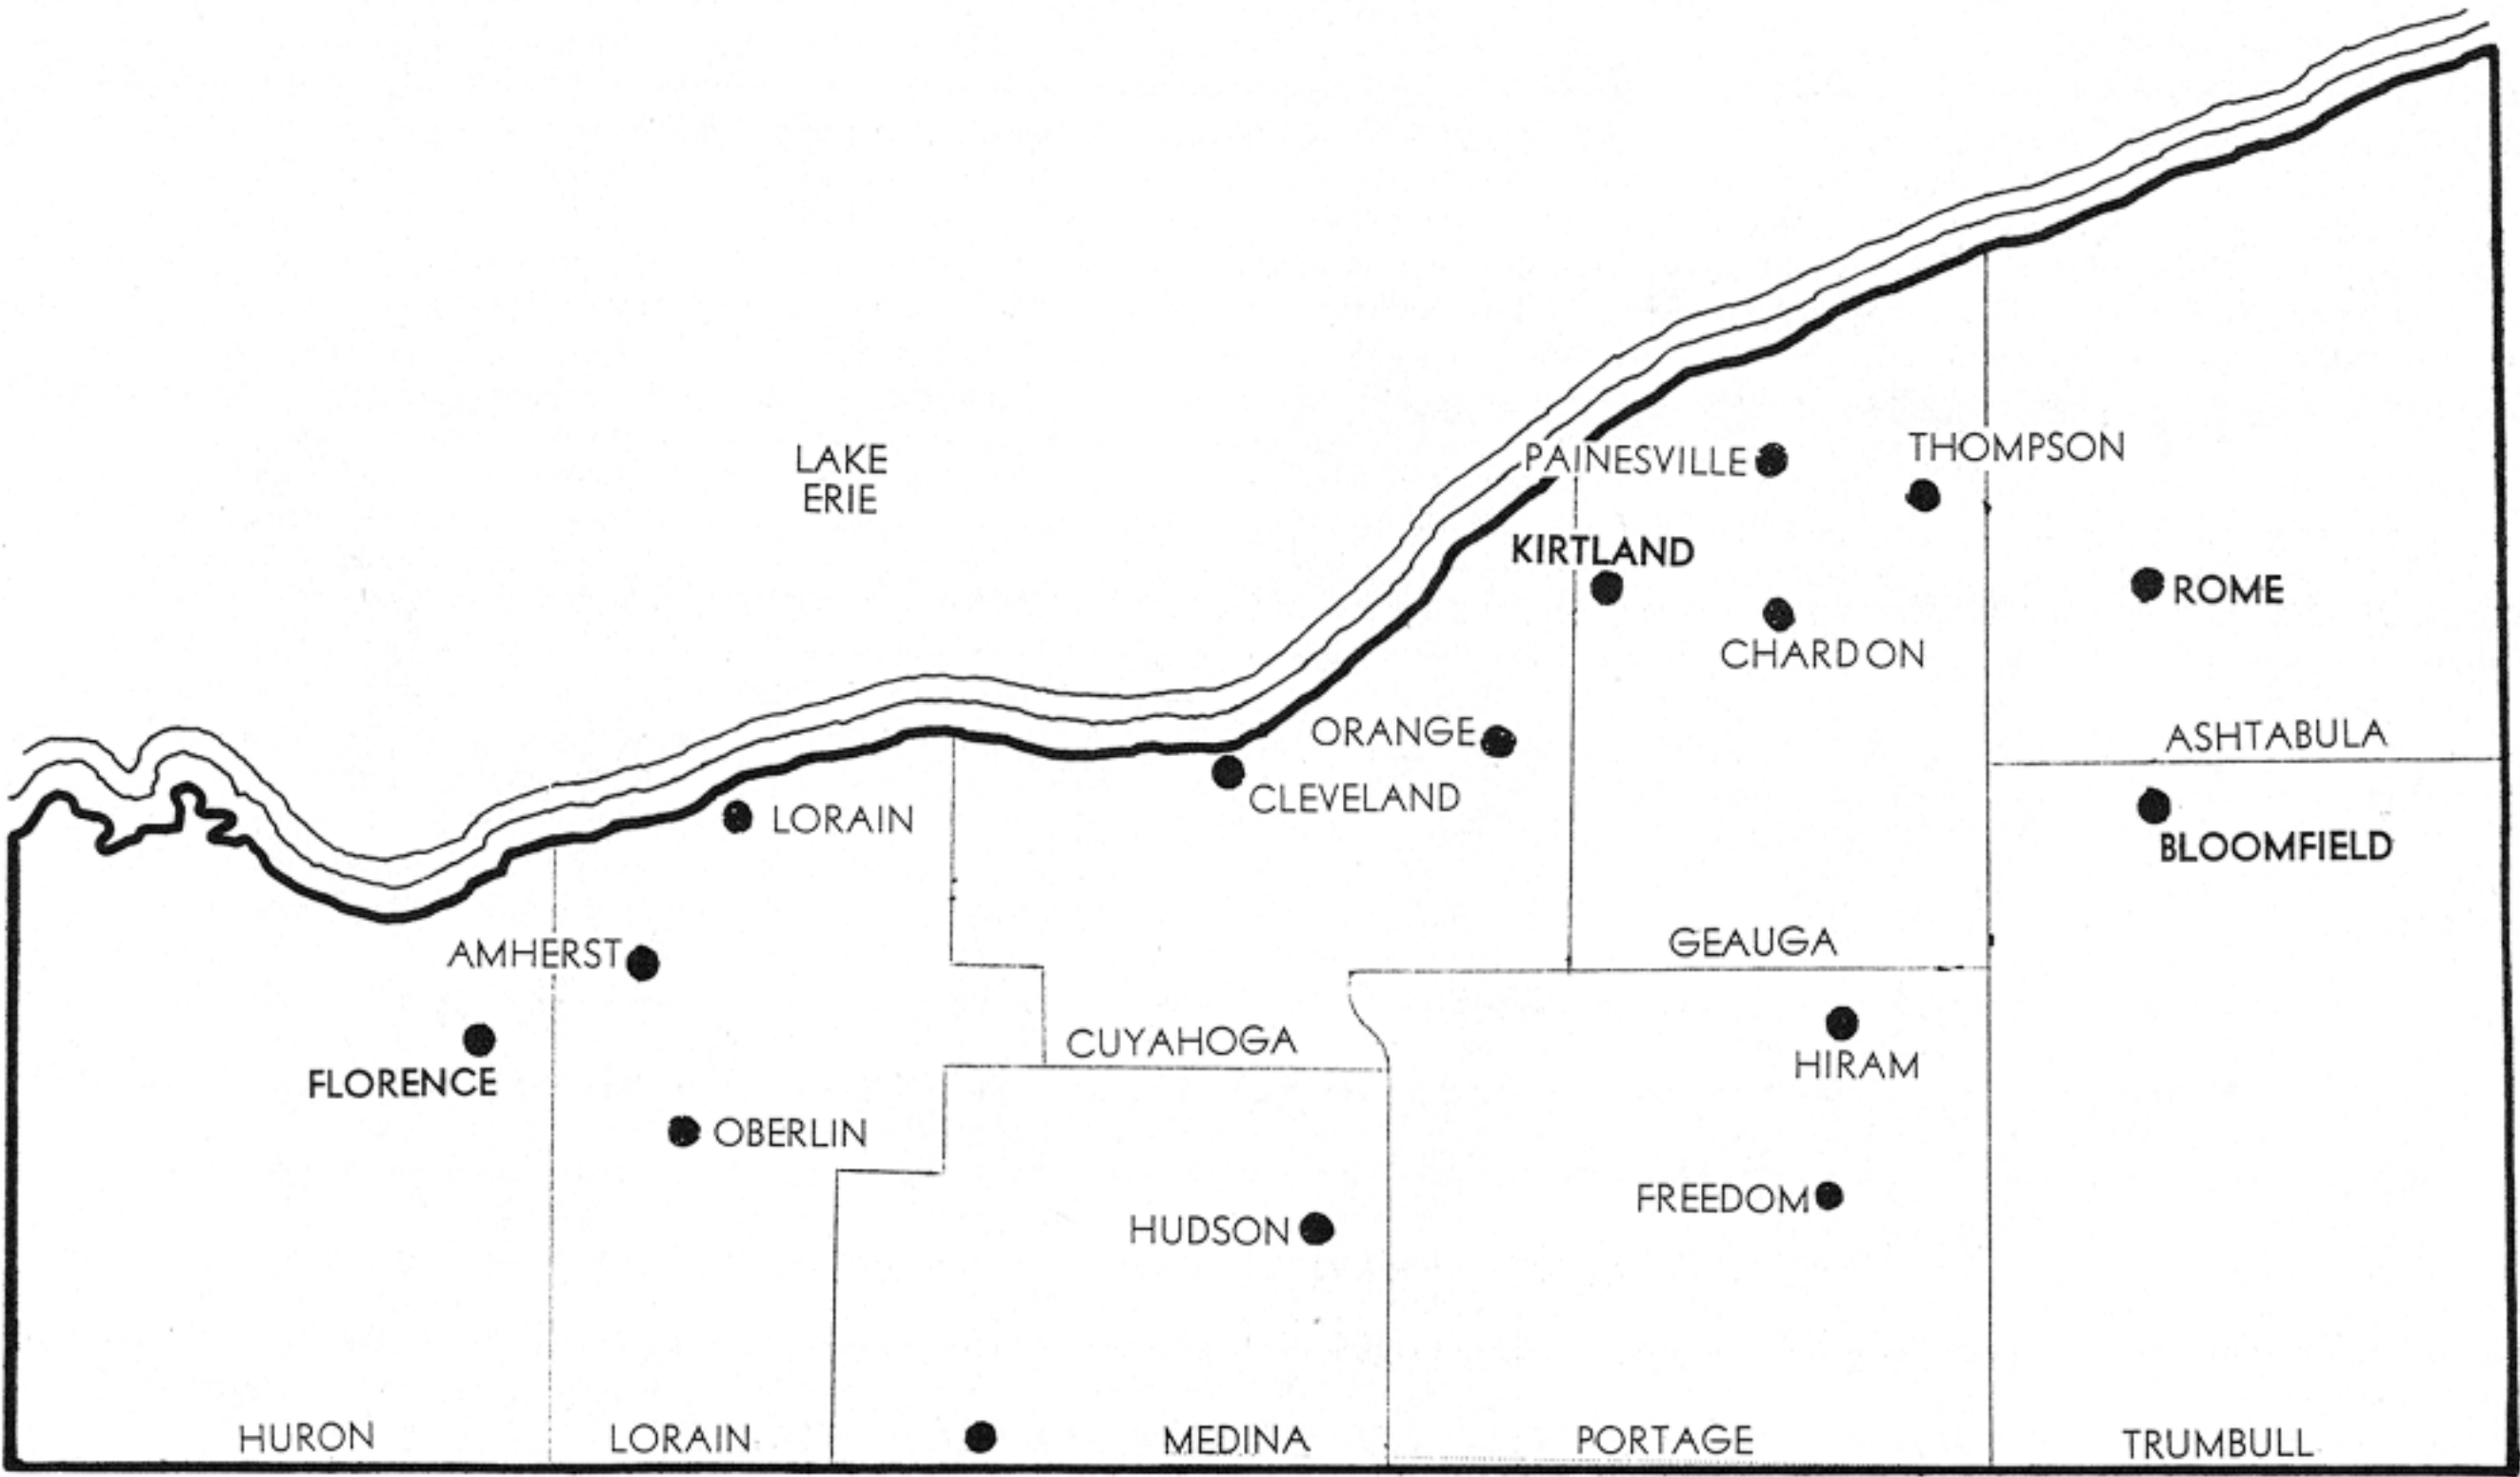 LAKE
ERIE
PAINESVILLE
THOMPSON
KIRTLAND
ROME
CHARDON
ORANGE
ASHTABULA
CLEVELAND
LORAIN
BLOOMFIELD
AMHERST
GEAUGA
CUYAHOGA
HIRAM
FLORENCE
OBERLIN
FREEDOM
HUDSON
HURON
LORAIN
MEDINA
PORTAGE
TRUMBULL